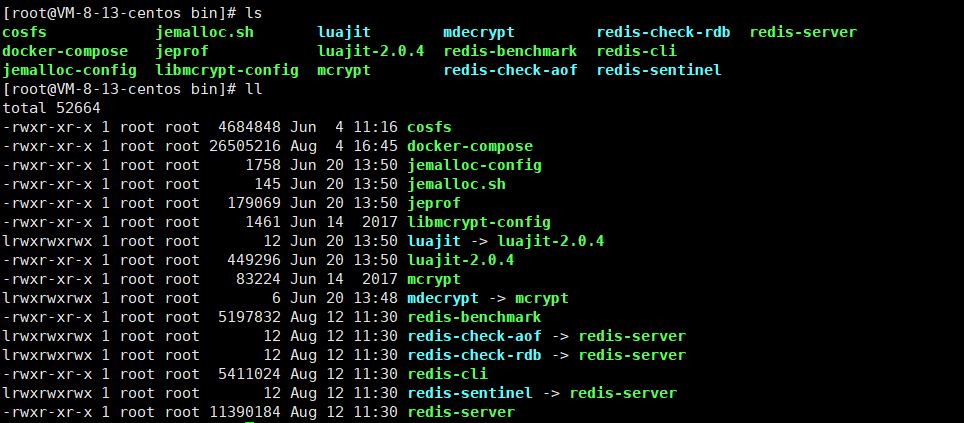 [root@VM-8-13-centos bin]# ls
cosfs jemalloc.sh luajit mdecrypt redis-check-rdb redis-server
docker-compose jeprof luajit-2.0.4 redis-benchmark redis-cli
jemalloc-config libmcrypt-config mcrypt redis-check-aof redis-sentinel
[root@VM-8-13-centos bin]# ll
total 52664
-rwxr-xr-x 1 root root  4684848 Jun  4 11:16 cosfs
-rwxr-xr-x 1 root root 26505216 Aug  4 16:45 docker-compose
-rwxr-xr-x 1 root root     1758 Jun 20 13:50 jemalloc-config
-rwxr-xr-x 1 root root      145 Jun 20 13:50 jemalloc.sh
-rwxr-xr-x 1 root root   179069 Jun 20 13:50 jeprof
-rwxr-xr-x 1 root root     1461 Jun 14  2017 libmcrypt-config
lrwxrwxrwx 1 root root       12 Jun 20 13:50 luajit -> luajit-2.0.4
-rwxr-xr-x 1 root root   449296 Jun 20 13:50 luajit-2.0.4
-rwxr-xr-x 1 root root    83224 Jun 14  2017 mcrypt
lrwxrwxrwx 1 root root        6 Jun 20 13:48 mdecrypt -> mcrypt
-rwxr-xr-x 1 root root  5197832 Aug 12 11:30 redis-benchmark
lrwxrwxrwx 1 root root       12 Aug 12 11:30 redis-check-aof -> redis-server
lrwxrwxrwx 1 root root       12 Aug 12 11:30 redis-check-rdb -> redis-server
-rwxr-xr-x 1 root root  5411024 Aug 12 11:30 redis-cli
lrwxrwxrwx 1 root root       12 Aug 12 11:30 redis-sentinel -> redis-server
-rwxr-xr-x 1 root root 11390184 Aug 12 11:30 redis-server